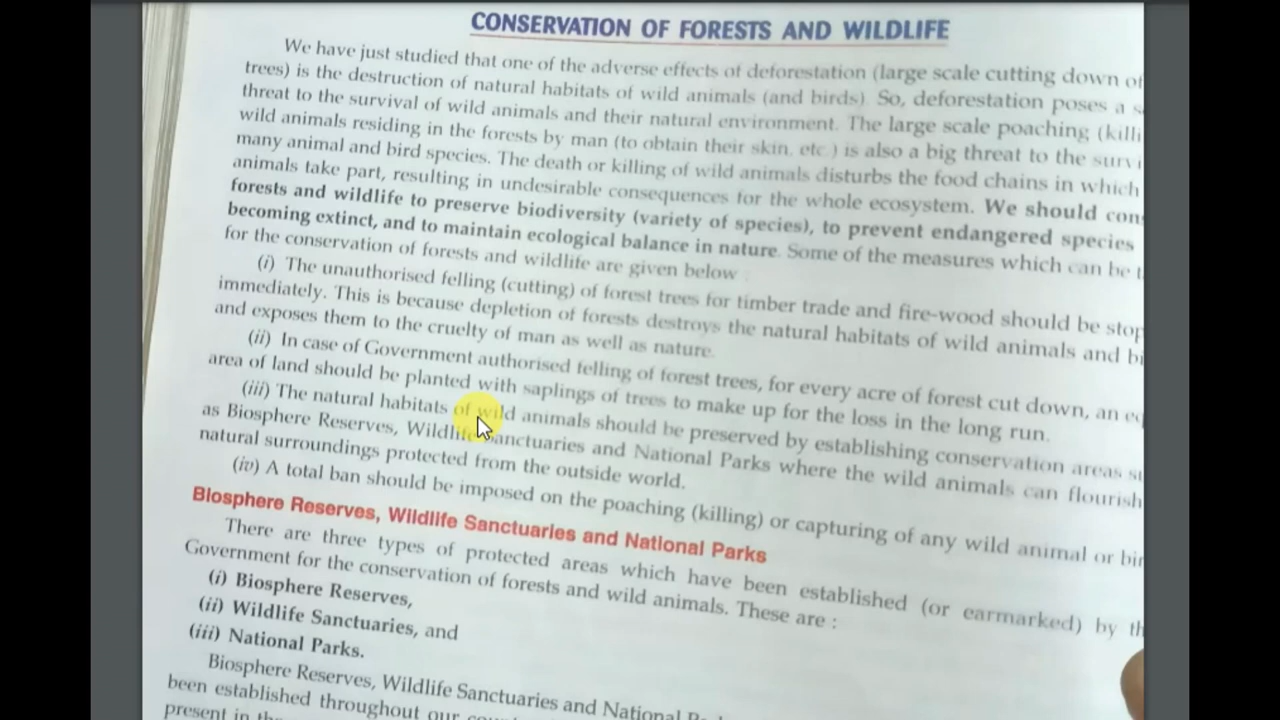 CONSERVATION OF FORESTS AND WILDLIFE
We have just studied that one of the adverse effects of deforestation (large scale cutting down of
trees) is the destruction of natural habitats of wild animals (and birds). So, deforestation poses a
threat to the survival of wild animals and their natural environment. The large scale poaching
wild animals residing in the forests by man (to obtain their skin, etc.) is also a big threat to the
many animal and bird species. The death or killing of wild animals disturbs the food chains in which
animals take part, resulting in undesirable consequences for the whole ecosystem. We should
forests and wildlife to preserve biodiversity (variety of species), to prevent endangered species
becoming extinct, and to maintain ecological balance in nature. Some of the measures which can be
for the conservation of forests and wildlife are given below :
(i) The unauthorised felling (cutting) of forest trees for timber trade and fire-wood should be
immediately. This is because depletion of forests destroys the natural habitats of wild animals and
and exposes them to the cruelty of man as well as nature.
(ii) In case of Government authorised felling of forest trees, for every acre of forest cut down, an
area of land should be planted with saplings of trees to make up for the loss in the long run.
(iii) The natural habitats of wild animals should be preserved by establishing conservation areas
as Biosphere Reserves, Wildlife Sanctuaries and National Parks where the wild animals can flourish
natural surroundings protected from the outside world.
(iv) A total ban should be imposed on the poaching (killing) or capturing of any wild animal or
Biosphere Reserves, Wildlife Sanctuaries and National Parks
There are three types of protected areas which have been established (or earmarked) by
Government for the conservation of forests and wild animals. These are :
(i) Biosphere Reserves,
(ii) Wildlife Sanctuaries, and
(iii) National Parks.
Biosphere Reserves, Wildlife Sanctuaries and National
been established throughout our
present in